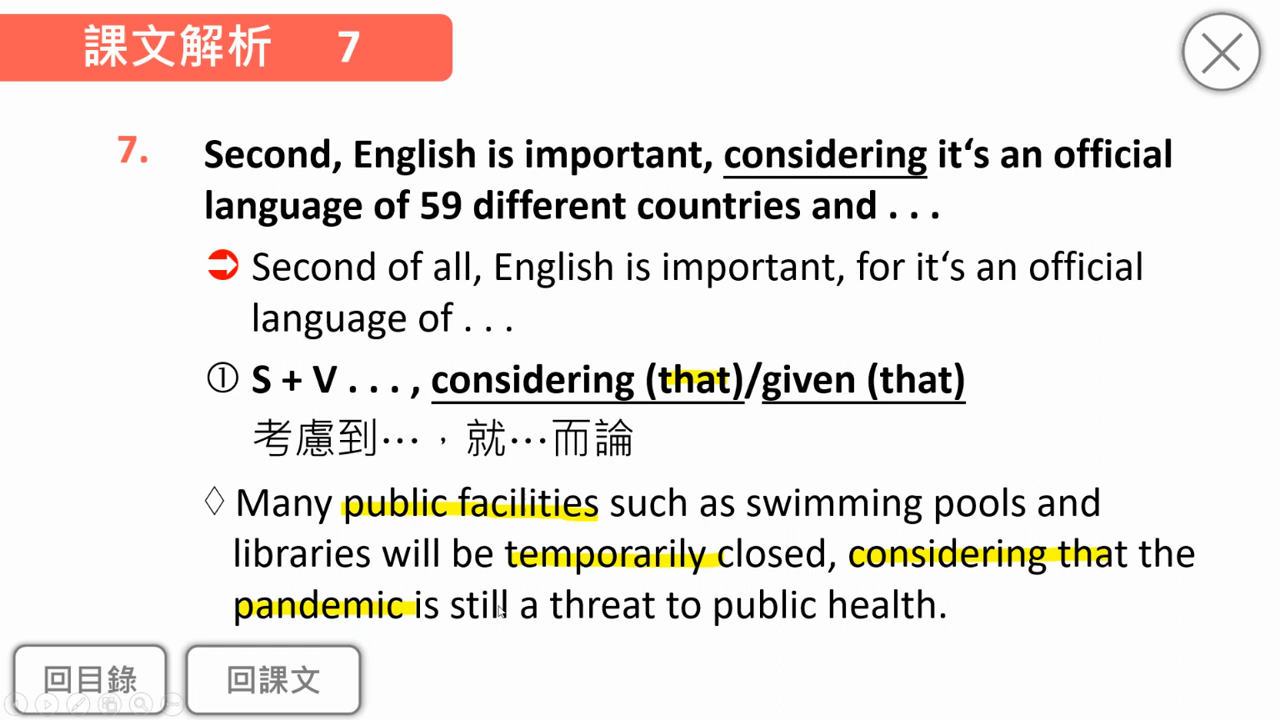 課文解析 7
7. Second, English is important, considering it‘s an official
language of 59 different countries and . . .
Second of all, English is important, for it‘s an official
language of . . .
① S + V . . . , considering (that)/given (that)
考慮到…，就…而論
◊ Many public facilities such as swimming pools and
libraries will be temporarily closed, considering that the
pandemic is still a threat to public health.
回目錄 回課文